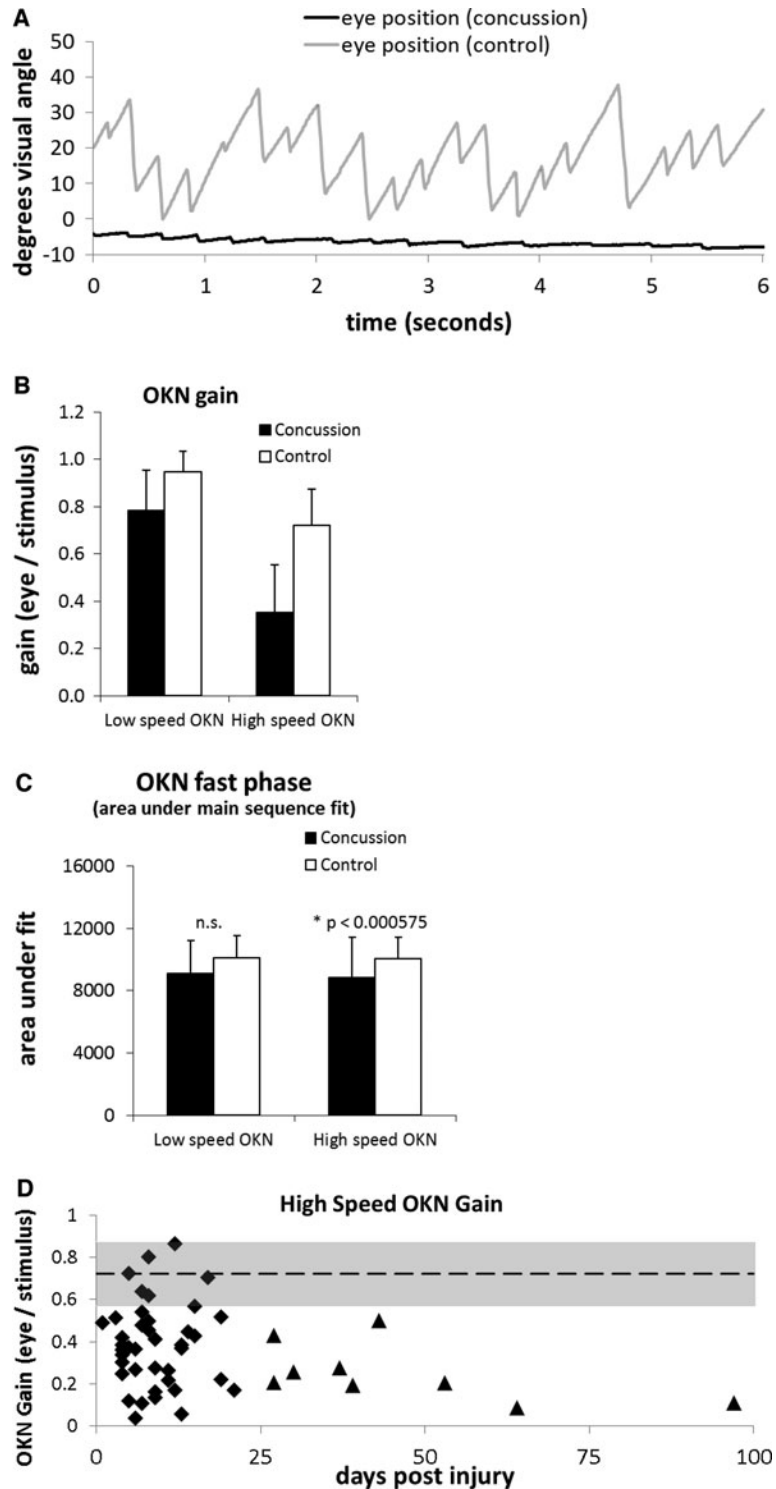 A
eye position (concussion)
eye position (control)
degrees visual angle
50
40
30
20
10
0
-10
0 1 2 3 4 5 6
time (seconds)
B
OKN gain
Concussion
Control
gain (eye / stimulus)
1.2
1.0
0.8
0.6
0.4
0.2
0.0
Low speed OKN High speed OKN
C
OKN fast phase
(area under main sequence fit)
Concussion
Control
area under fit
16000
12000
8000
4000
0
n.s.
* p < 0.000575
Low speed OKN High speed OKN
D
High Speed OKN Gain
OKN Gain (eye / stimulus)
1
0.8
0.6
0.4
0.2
0
0 25 50 75 100
days post injury